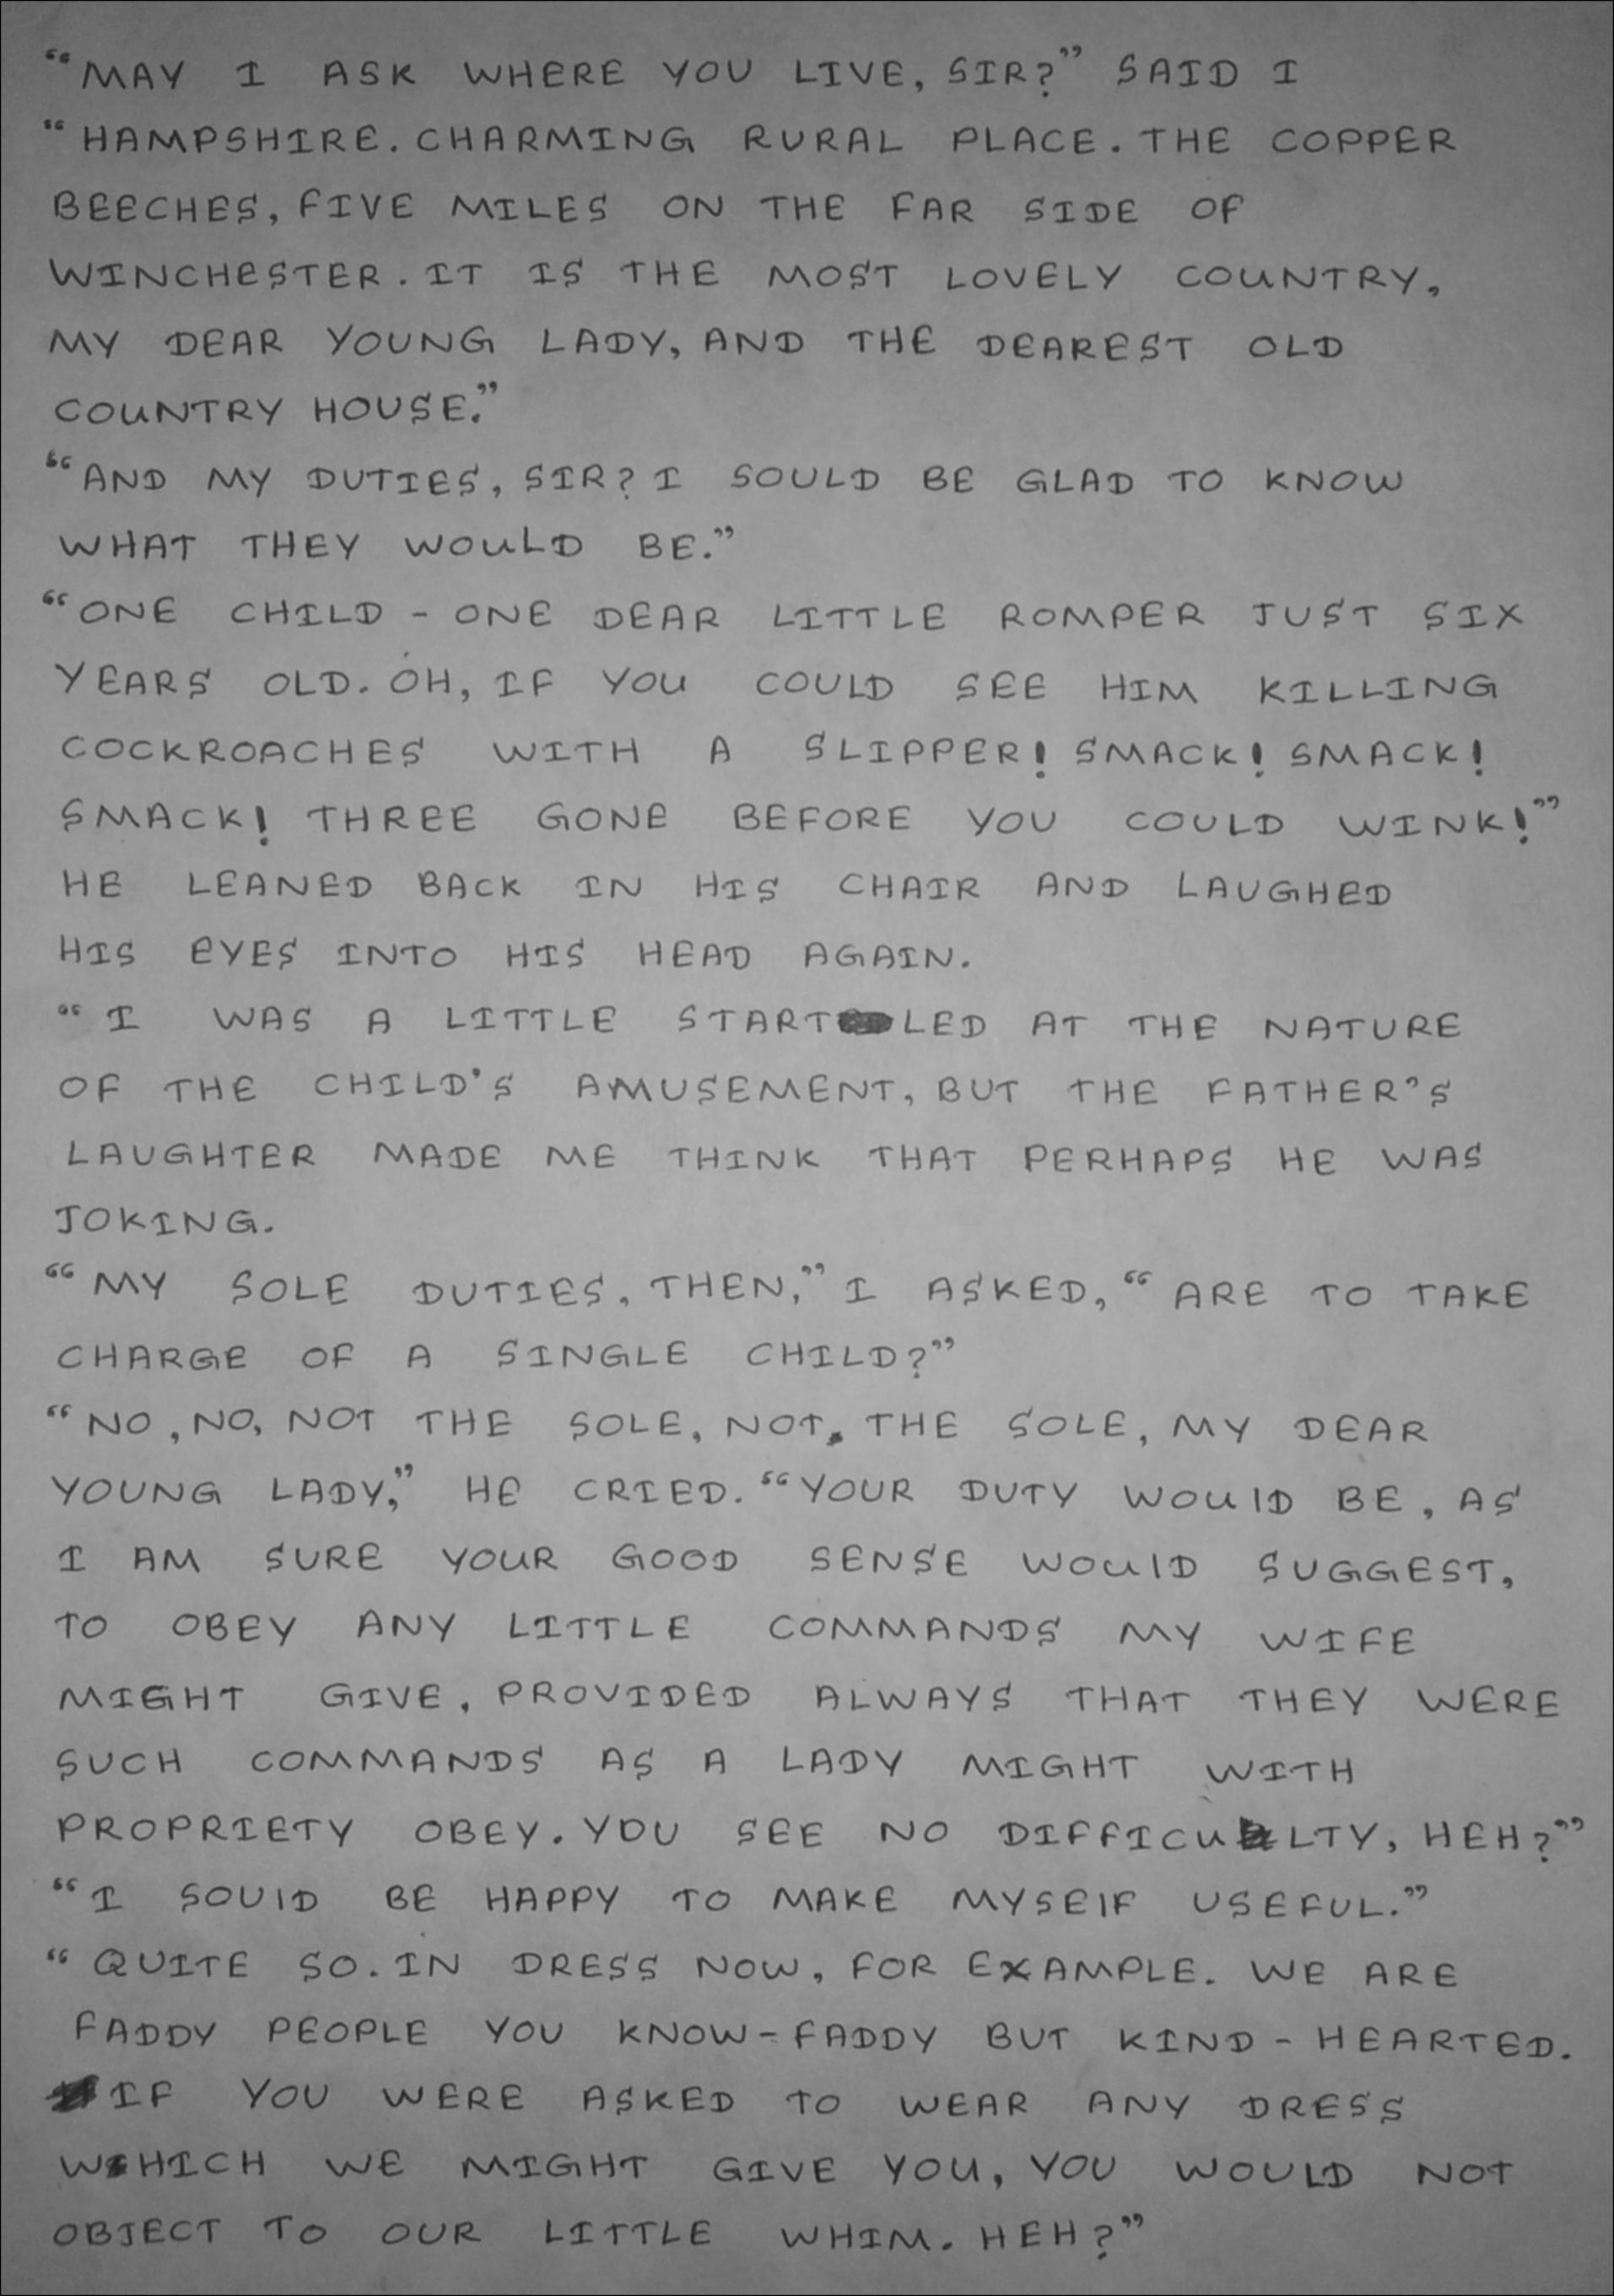 “MAY I ASK WHERE YOU LIVE, SIR?” SAID I
“HAMPSHIRE. CHARMING RURAL PLACE. THE COPPER
BEECHES, FIVE MILES ON THE FAR SIDE OF
WINCHESTER. IT IS THE MOST LOVELY COUNTRY,
MY DEAR YOUNG LADY, AND THE DEAREST OLD
COUNTRY HOUSE.”
“AND MY DUTIES, SIR? I SOULD BE GLAD TO KNOW
WHAT THEY WOULD BE.”
“ONE CHILD - ONE DEAR LITTLE ROMPER JUST SIX
YEARS OLD. OH, IF YOU COULD SEE HIM KILLING
COCKROACHES WITH A SLIPPER! SMACK! SMACK!
SMACK! THREE GONE BEFORE YOU COULD WINK!”
HE LEANED BACK IN HIS CHAIR AND LAUGHED
HIS EYES INTO HIS HEAD AGAIN.
“I WAS A LITTLE STARTLED AT THE NATURE
OF THE CHILD’S AMUSEMENT, BUT THE FATHER’S
LAUGHTER MADE ME THINK THAT PERHAPS HE WAS
JOKING.
“MY SOLE DUTIES, THEN,” I ASKED, “ARE TO TAKE
CHARGE OF A SINGLE CHILD?”
“NO, NO, NOT THE SOLE, NOT, THE SOLE, MY DEAR
YOUNG LADY,” HE CRIED. “YOUR DUTY WOUID BE, AS
I AM SURE YOUR GOOD SENSE WOUID SUGGEST,
TO OBEY ANY LITTLE COMMANDS MY WIFE
MIGHT GIVE, PROVIDED ALWAYS THAT THEY WERE
SUCH COMMANDS AS A LADY MIGHT WITH
PROPRIETY OBEY. YOU SEE NO DIFFICULTY, HEH?”
“I SOUID BE HAPPY TO MAKE MYSEIF USEFUL.”
“QUITE SO. IN DRESS NOW, FOR EXAMPLE. WE ARE
FADDY PEOPLE YOU KNOW - FADDY BUT KIND - HEARTED.
IF YOU WERE ASKED TO WEAR ANY DRESS
WHICH WE MIGHT GIVE YOU, YOU WOULD NOT
OBJECT TO OUR LITTLE WHIM. HEH?”